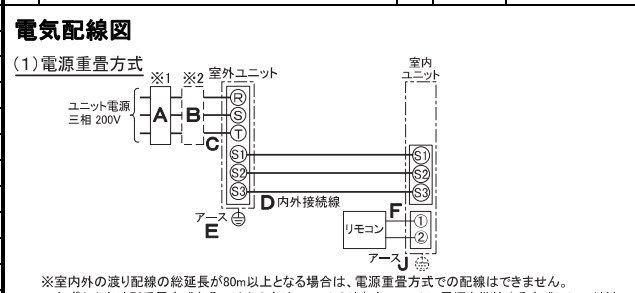 電気配線図
(1)電源重畳方式
※1 ※2 室外ユニット
室内
ユニット
ユニット電源
三相 200V
A
B
C
R
S
T
S1
S2
S3
S1
S2
S3
D 内外接続線
アース
E
リモコン
F
①
②
アース J
※室内外の渡り配線の総延長が80m以上となる場合は、電源重畳方式での配線はできません。